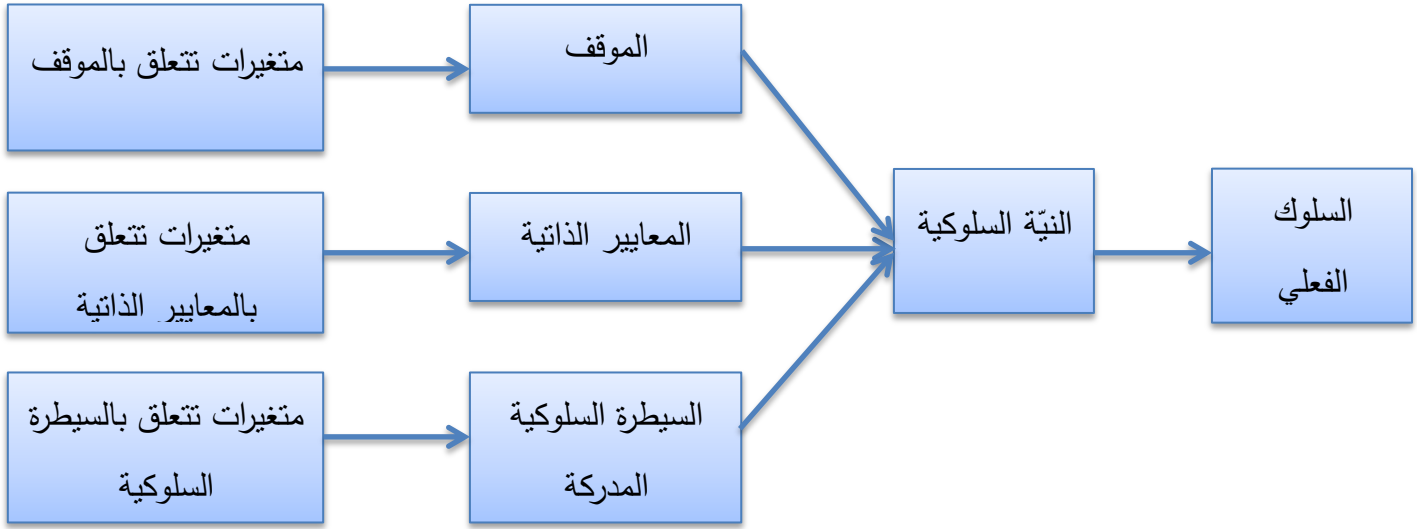 متغيرات تتعلق بالموقف
الموقف
متغيرات تتعلق
بالمعايير الذاتية
المعايير الذاتية
متغيرات تتعلق بالسيطرة
السلوكية
السيطرة السلوكية
المدركة
النيّة السلوكية
السلوك
الفعلي